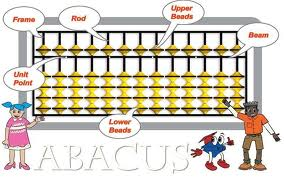 Frame
Rod
Upper
Beads
Beam
Unit
Point
Lower
Beads
ABACUS